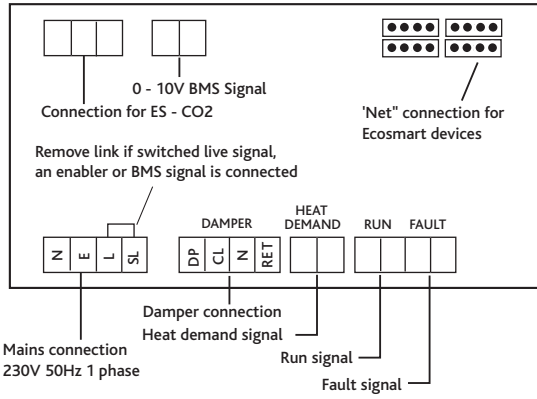 0 - 10V BMS Signal
Connection for ES - CO2
'Net" connection for
Ecosmart devices
Remove link if switched live signal,
an enabler or BMS signal is connected
DAMPER
HEAT
DEMAND
RUN
FAULT
N
E
L
SL
DP
CL
N
RET
Damper connection
Heat demand signal
Mains connection
230V 50Hz 1 phase
Run signal
Fault signal